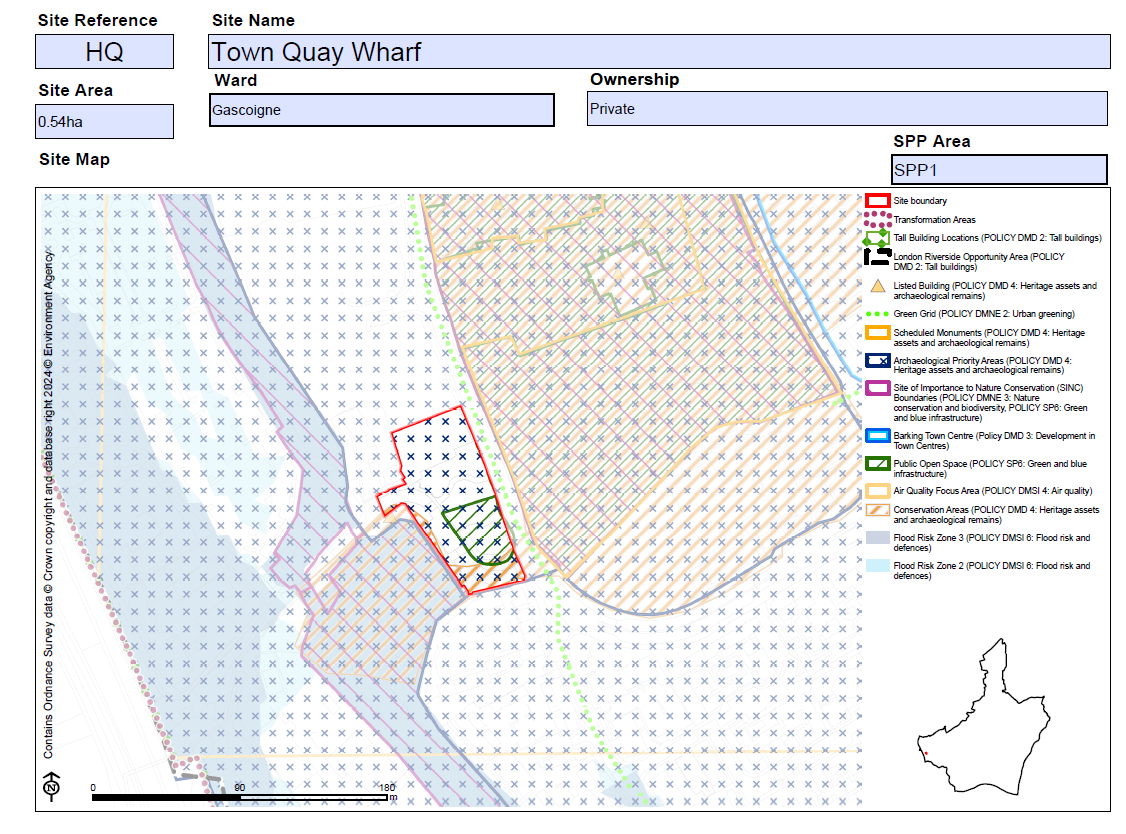 Site Reference
Site Name
HQ
Town Quay Wharf
Ward
Ownership
Site Area
Gascoigne
Private
0.54ha
SPP Area
Site Map
SPP1
Contains Ordnance Survey data © Crown copyright and database right 2024 © Environment Agency
Site boundary
Transformation Areas
Tall Building Locations (POLICY DMD 2: Tall buildings)
London Riverside Opportunity Area (POLICY
DMD 2: Tall buildings)
Listed Building (POLICY DMD 4: Heritage assets and
archaeological remains)
Green Grid (POLICY DMNE 2: Urban greening)
Scheduled Monuments (POLICY DMD 4: Heritage
assets and archaeological remains)
Archaeological Priority Areas (POLICY DMD 4:
Heritage assets and archaeological remains)
Site of Importance to Nature Conservation (SINC)
Boundaries (POLICY DMNE 3: Nature
conservation and biodiversity, POLICY SP6: Green
and blue infrastructure)
Barking Town Centre (Policy DMD 3: Development in
Town Centres)
Public Open Space (POLICY SP6: Green and blue
infrastructure)
Air Quality Focus Area (POLICY DMSI 4: Air quality)
Conservation Areas (POLICY DMD 4: Heritage assets
and archaeological remains)
Flood Risk Zone 3 (POLICY DMSI 6: Flood risk and
defences)
Flood Risk Zone 2 (POLICY DMSI 6: Flood risk and
defences)
N
0 90 180
m